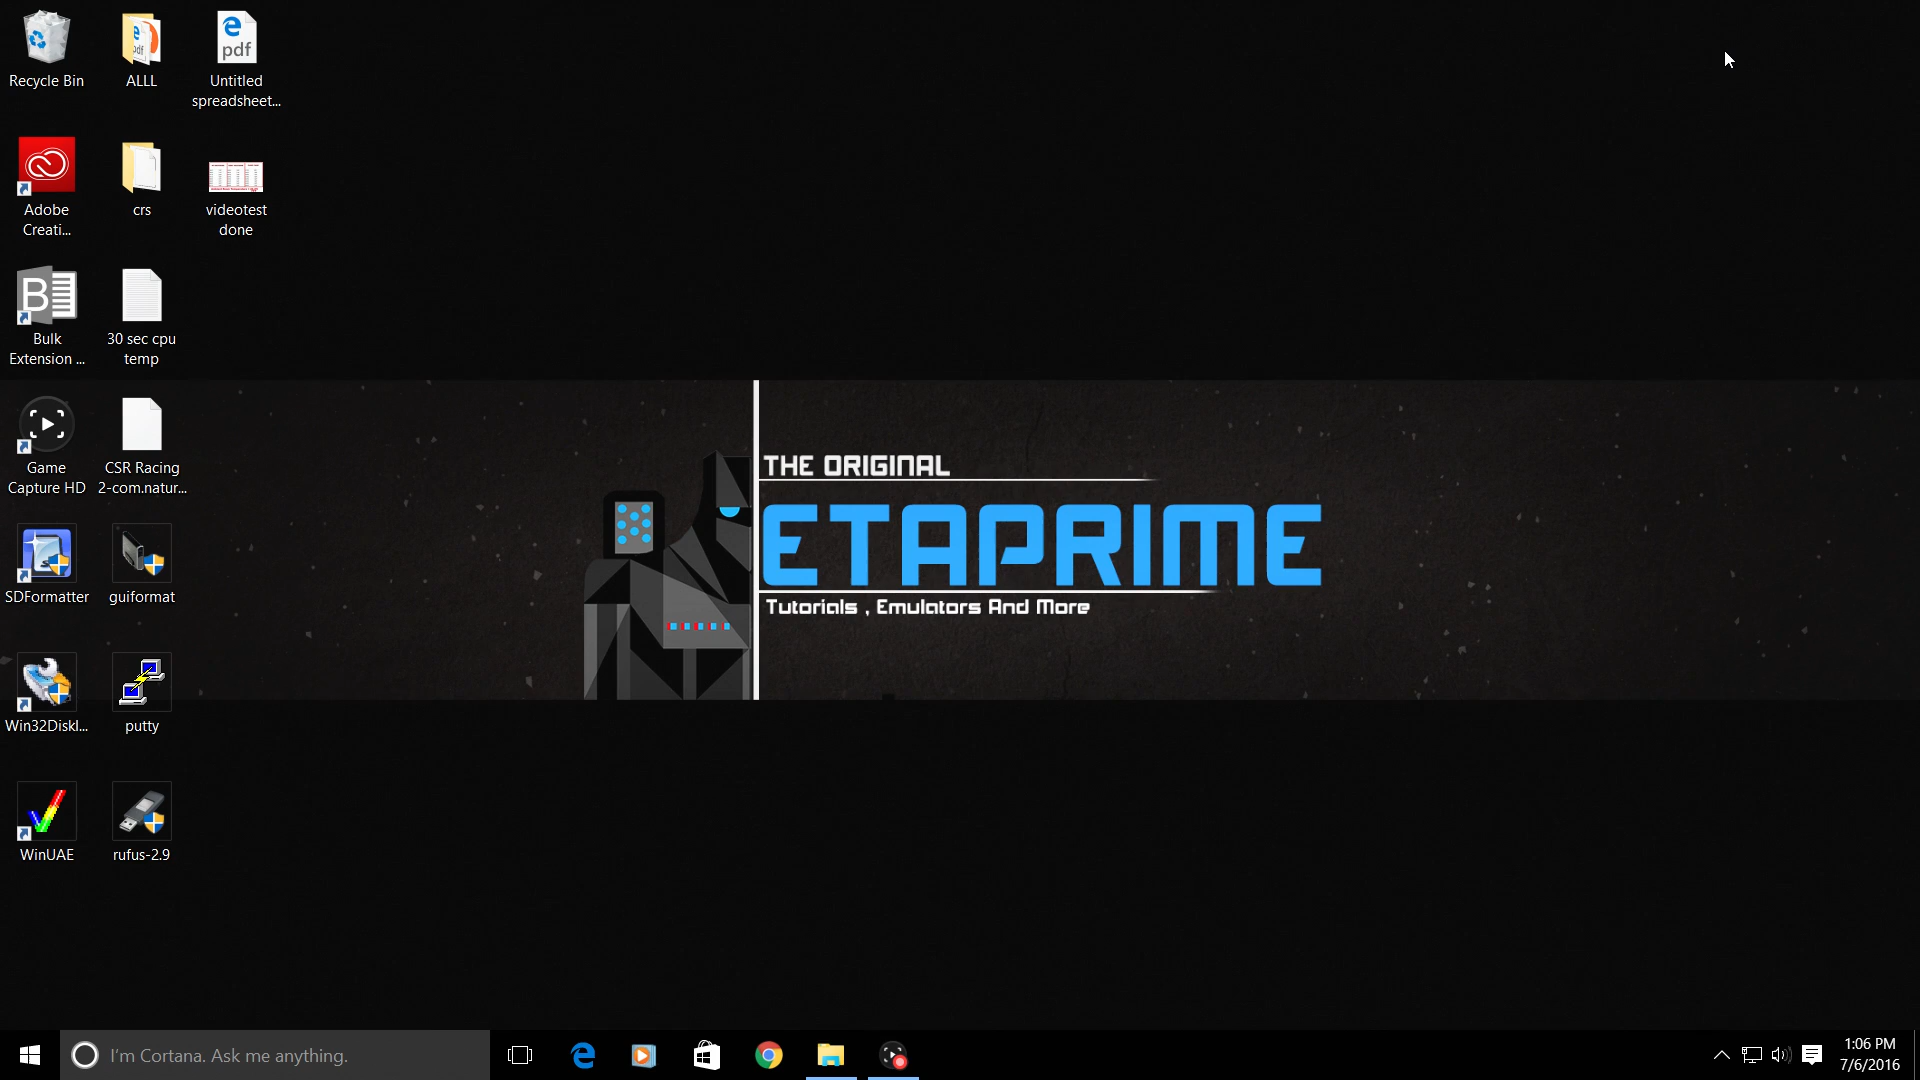 Recycle Bin
ALLL
pdf
Untitled
spreadsheet...
Adobe
Creati...
crs
videotest
done
Bulk
Extension ...
30 sec cpu
temp
Game
Capture HD
CSR Racing
2-com.natur...
SDFormatter
guiformat
Win32DiskI...
putty
WinUAE
rufus-2.9
THE ORIGINAL
ETAPRIME
Tutorials , Emulators And More
I'm Cortana. Ask me anything.
1:06 PM
7/6/2016